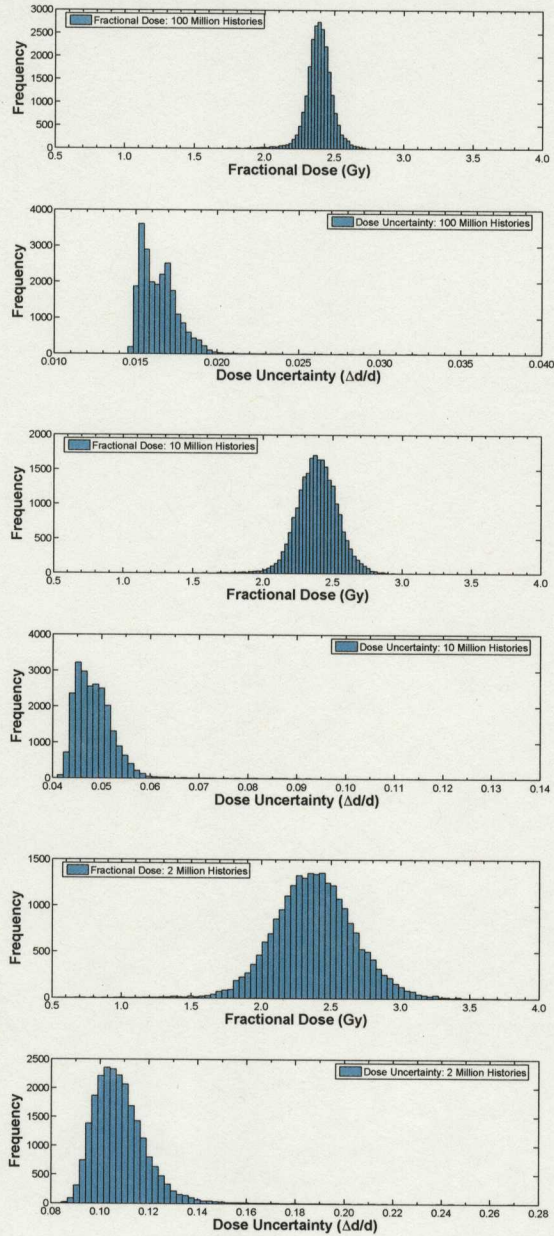 3000
Fractional Dose: 100 Million Histories
2500
2000
1500
1000
500
0
Frequency
0.5 1.0 1.5 2.0 2.5 3.0 3.5 4.0
Fractional Dose (Gy)
4000
Dose Uncertainty: 100 Million Histories
3000
2000
1000
0
Frequency
0.010 0.015 0.020 0.025 0.030 0.035 0.040
Dose Uncertainty (Δd/d)
2000
Fractional Dose: 10 Million Histories
1500
1000
500
0
Frequency
0.5 1.0 1.5 2.0 2.5 3.0 3.5 4.0
Fractional Dose (Gy)
4000
Dose Uncertainty: 10 Million Histories
3000
2000
1000
0
Frequency
0.04 0.05 0.06 0.07 0.08 0.09 0.10 0.11 0.12 0.13 0.14
Dose Uncertainty (Δd/d)
1500
Fractional Dose: 2 Million Histories
1000
500
0
Frequency
0.5 1.0 1.5 2.0 2.5 3.0 3.5 4.0
Fractional Dose (Gy)
2500
Dose Uncertainty: 2 Million Histories
2000
1500
1000
500
0
Frequency
0.08 0.10 0.12 0.14 0.16 0.18 0.20 0.22 0.24 0.26 0.28
Dose Uncertainty (Δd/d)